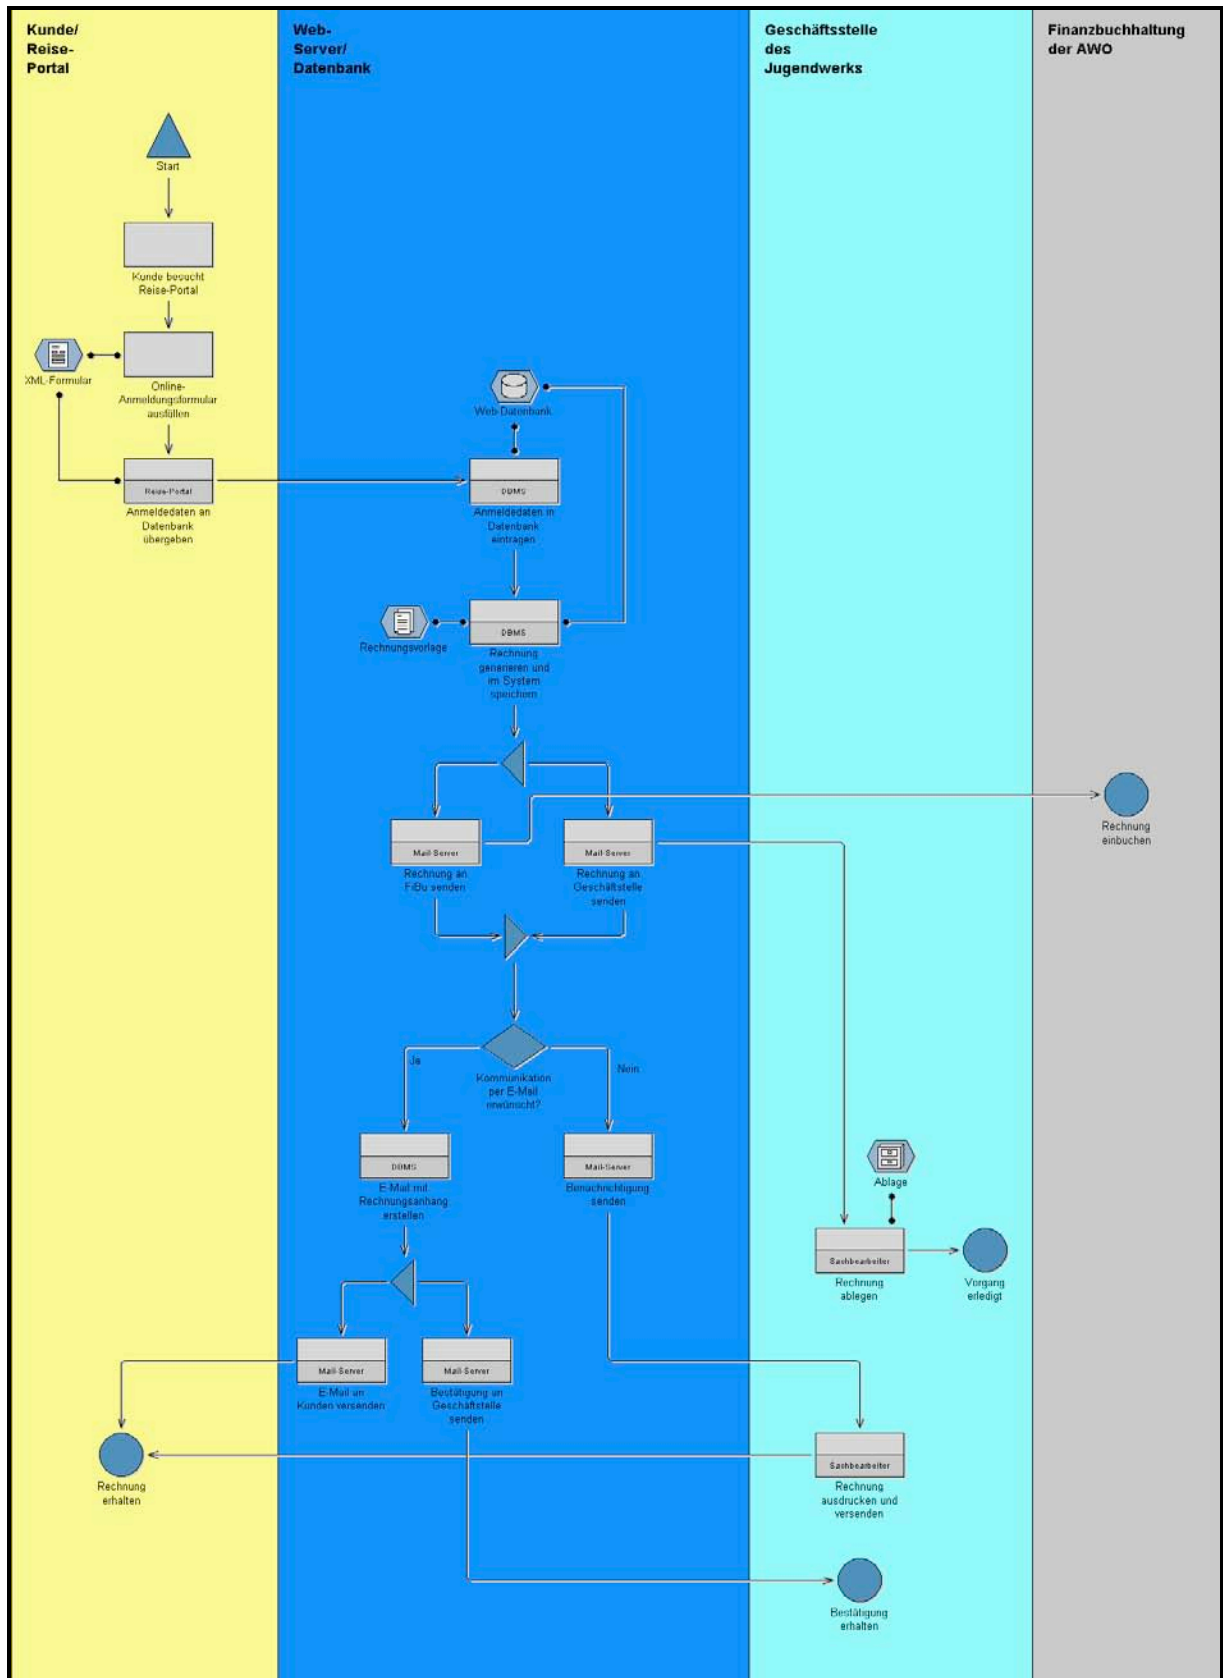 Kunde/
Reise-
Portal
Web-
Server/
Datenbank
Geschäftsstelle
des
Jugendwerks
Finanzbuchhaltung
der AWO
Start
Kunde besucht
Reise-Portal
XML-Formular
Online-
Anmeldungsformular
ausfüllen
Web-Datenbank
Reise-Portal
Anmeldedaten an
Datenbank
übergeben
DBMS
Anmeldedaten in
Datenbank
eintragen
Rechnungsvorlage
DBMS
Rechnung
generieren und
im System
speichern
Rechnung
einbuchen
Mail-Server
Rechnung an
FiBu senden
Mail-Server
Rechnung an
Geschäftstelle
senden
Ja
Nein
Kommunikation
per E-Mail
erwünscht?
DBMS
E-Mail mit
Rechnungsanhang
erstellen
Mail-Server
Benachrichtigung
senden
Ablage
Sachbearbeiter
Rechnung
ablegen
Vorgang
erledigt
Mail-Server
E-Mail an
Kunden versenden
Mail-Server
Bestätigung an
Geschäftstelle
senden
Rechnung
erhalten
Sachbearbeiter
Rechnung
ausdrucken und
versenden
Bestätigung
erhalten